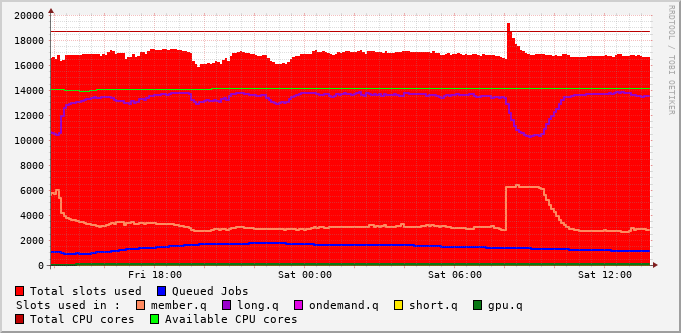 20000
18000
16000
14000
12000
10000
8000
6000
4000
2000
0
Fri 18:00 Sat 00:00 Sat 06:00 Sat 12:00
Total slots used Queued Jobs
Slots used in : member.q long.q ondemand.q short.q gpu.q
Total CPU cores Available CPU cores
RRDTOOL / TOBI OETIKER